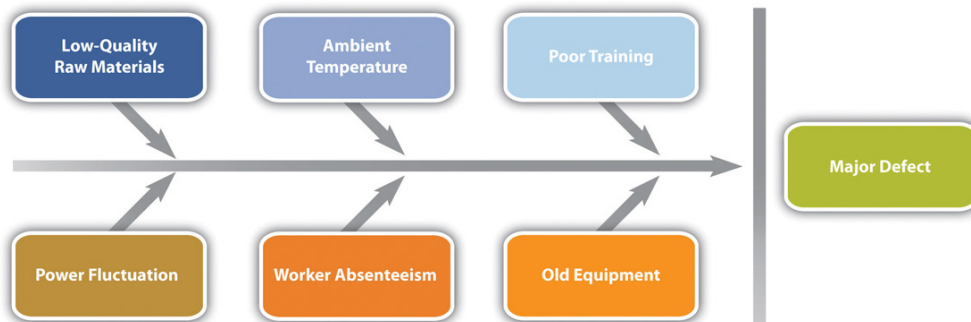 Low-Quality
Raw Materials
Ambient
Temperature
Poor Training
Major Defect
Power Fluctuation
Worker Absenteeism
Old Equipment